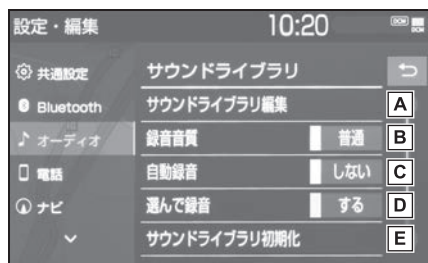 設定・編集 10:20 DCM
共通設定 サウンドライブラリ
Bluetooth サウンドライブラリ編集 A
オーディオ 録音音質 普通 B
電話 自動録音 しない C
ナビ 選んで録音 する D
サウンドライブラリ初期化 E